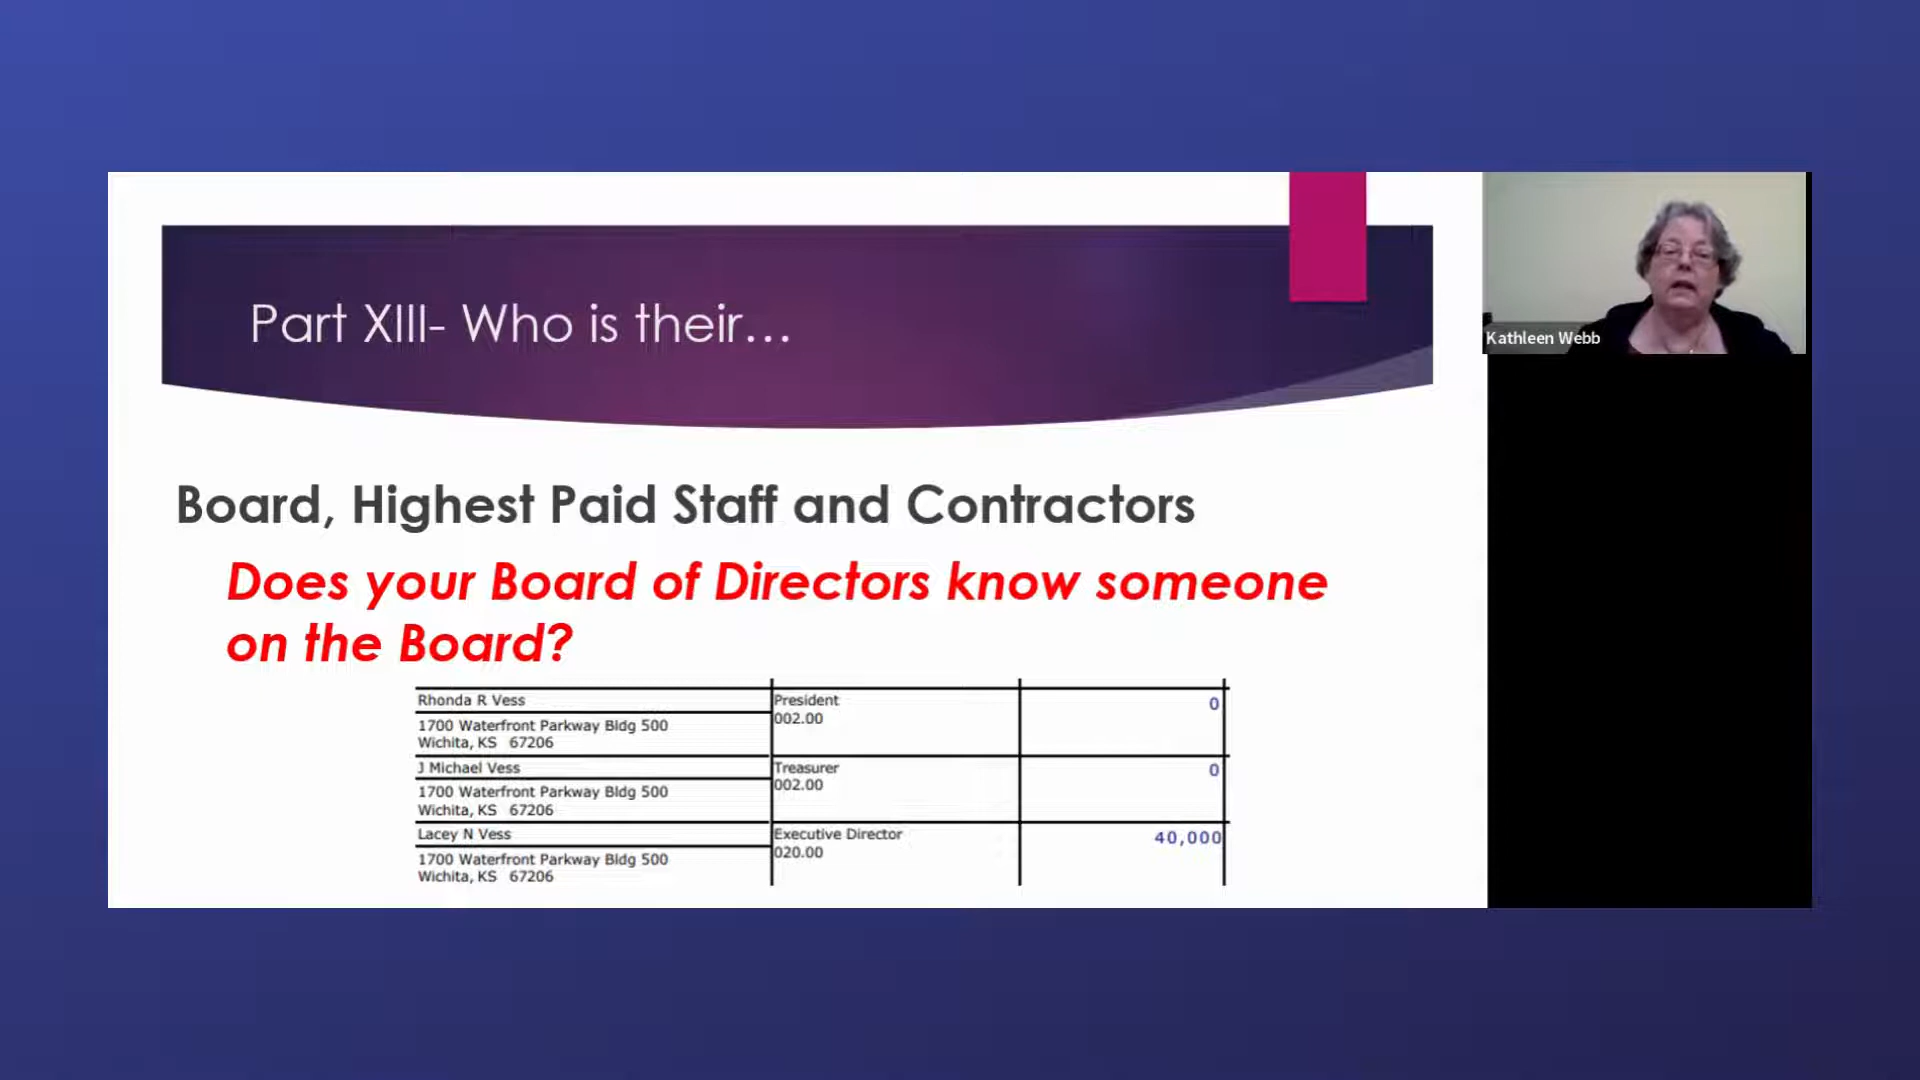 Part XIII- Who is their...
Kathleen Webb
Board, Highest Paid Staff and Contractors
Does your Board of Directors know someone
on the Board?
Rhonda R Vess President 0
002.00
1700 Waterfront Parkway Bldg 500
Wichita, KS 67206
J Michael Vess Treasurer 0
002.00
1700 Waterfront Parkway Bldg 500
Wichita, KS 67206
Lacey N Vess Executive Director 40,000
020.00
1700 Waterfront Parkway Bldg 500
Wichita, KS 67206